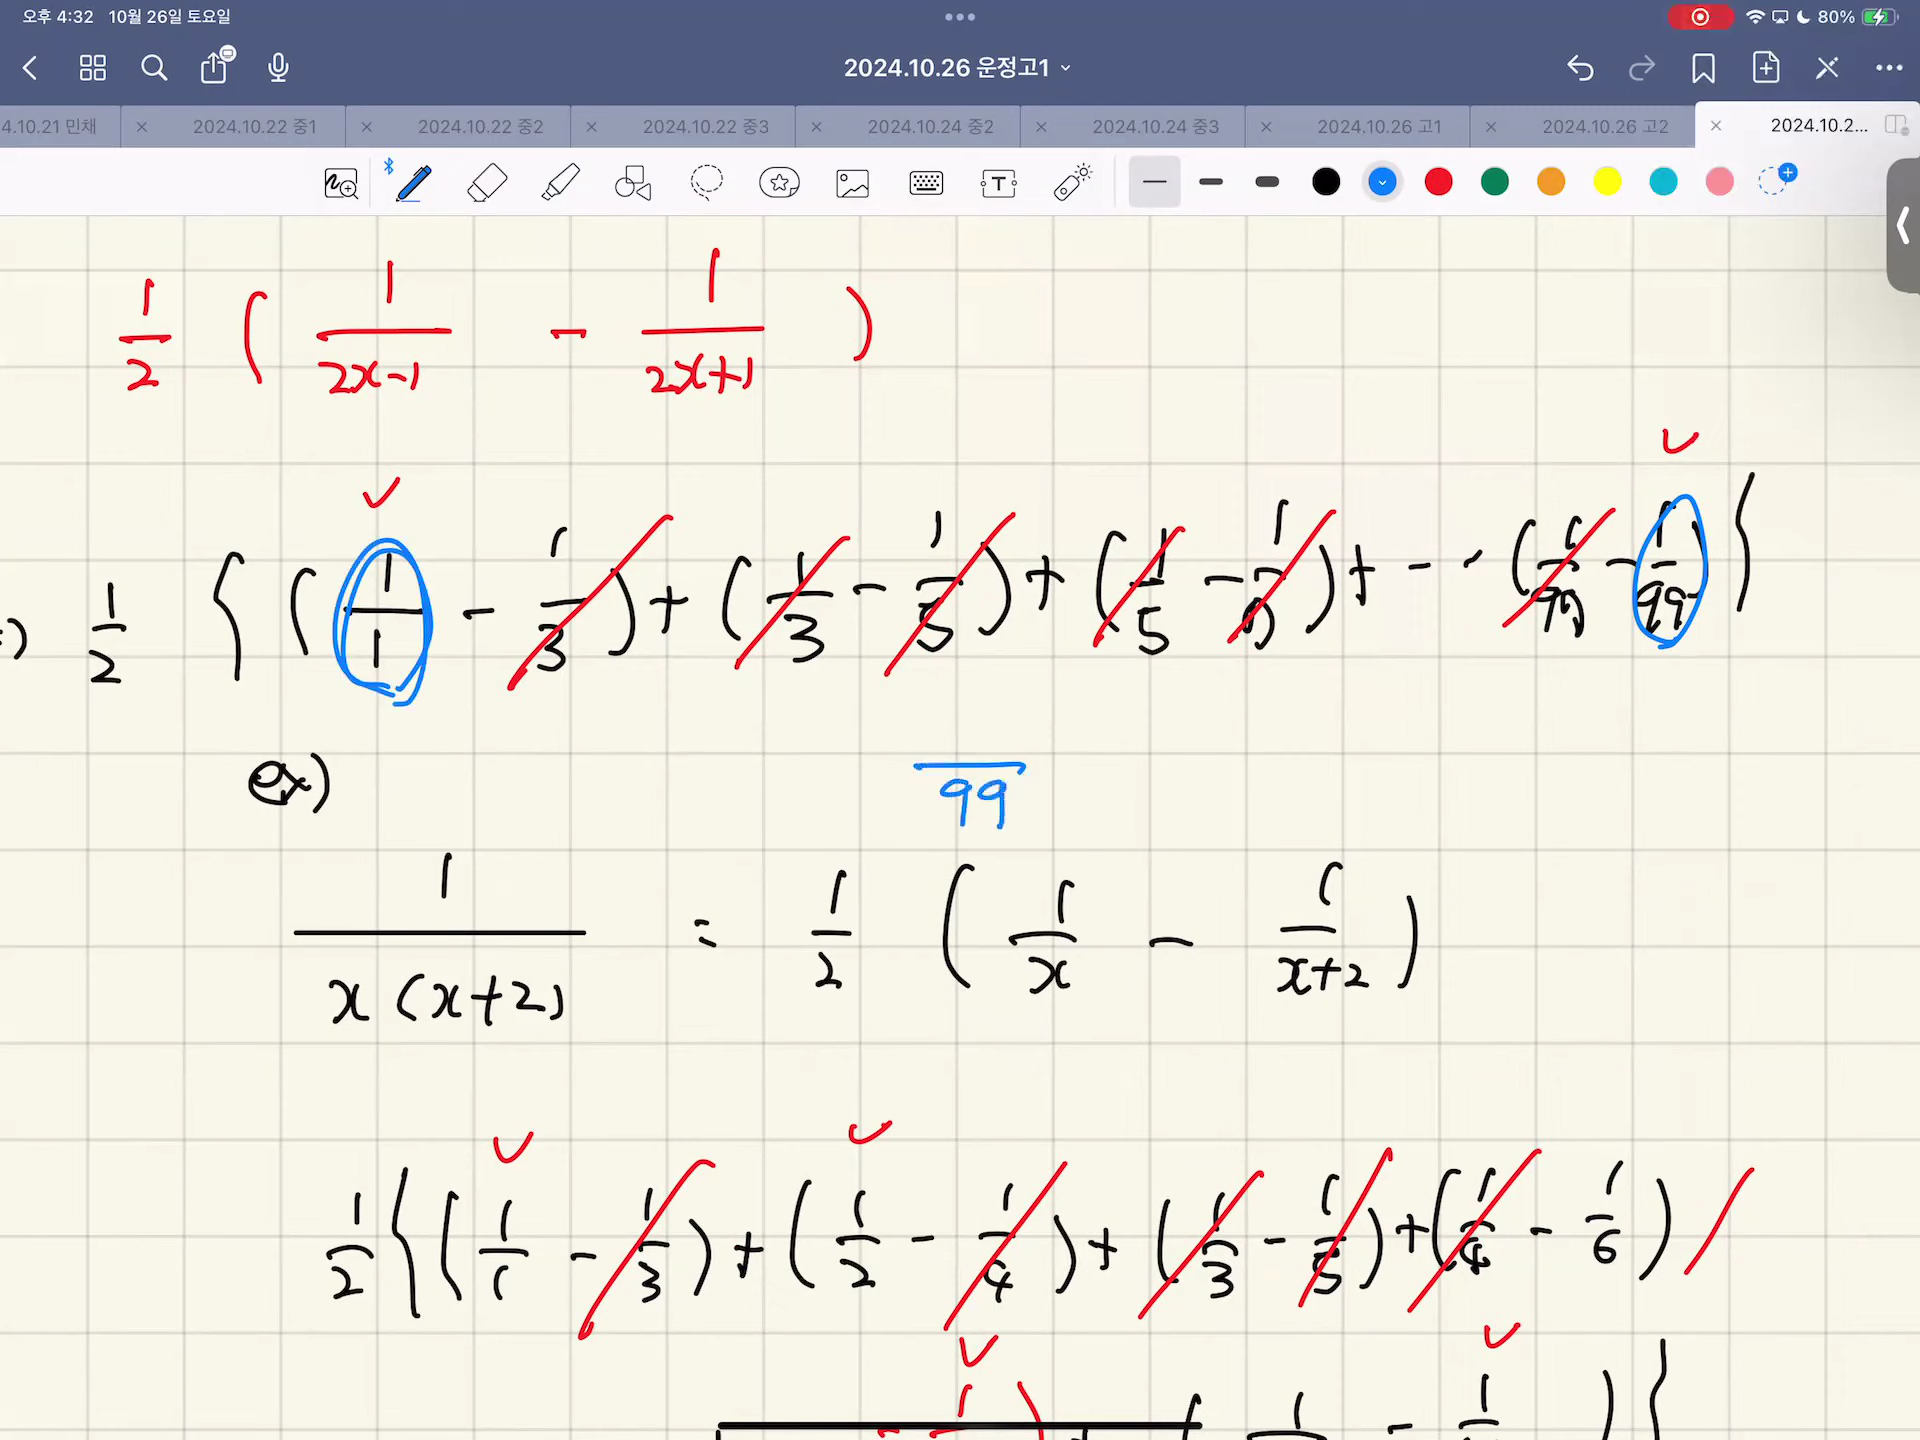 오후 4:32 10월 26일 토요일 80%
2024.10.26 운정고1
4.10.21 민채 2024.10.22 중1 2024.10.22 중2 2024.10.22 중3 2024.10.24 중2 2024.10.24 중3 2024.10.26 고1 2024.10.26 고2 2024.10.2...
1/2 ( 1/(2x-1) - 1/(2x+1) )
1/2 { ( 1/1 - 1/3 ) + ( 1/3 - 1/5 ) + ( 1/5 - 1/7 ) + - - ( 1/97 - 1/99 ) }
ex) 99
1/(x(x+2)) = 1/2 ( 1/x - 1/(x+2) )
1/2 { ( 1/1 - 1/3 ) + ( 1/2 - 1/4 ) + ( 1/3 - 1/5 ) + ( 1/4 - 1/6 )